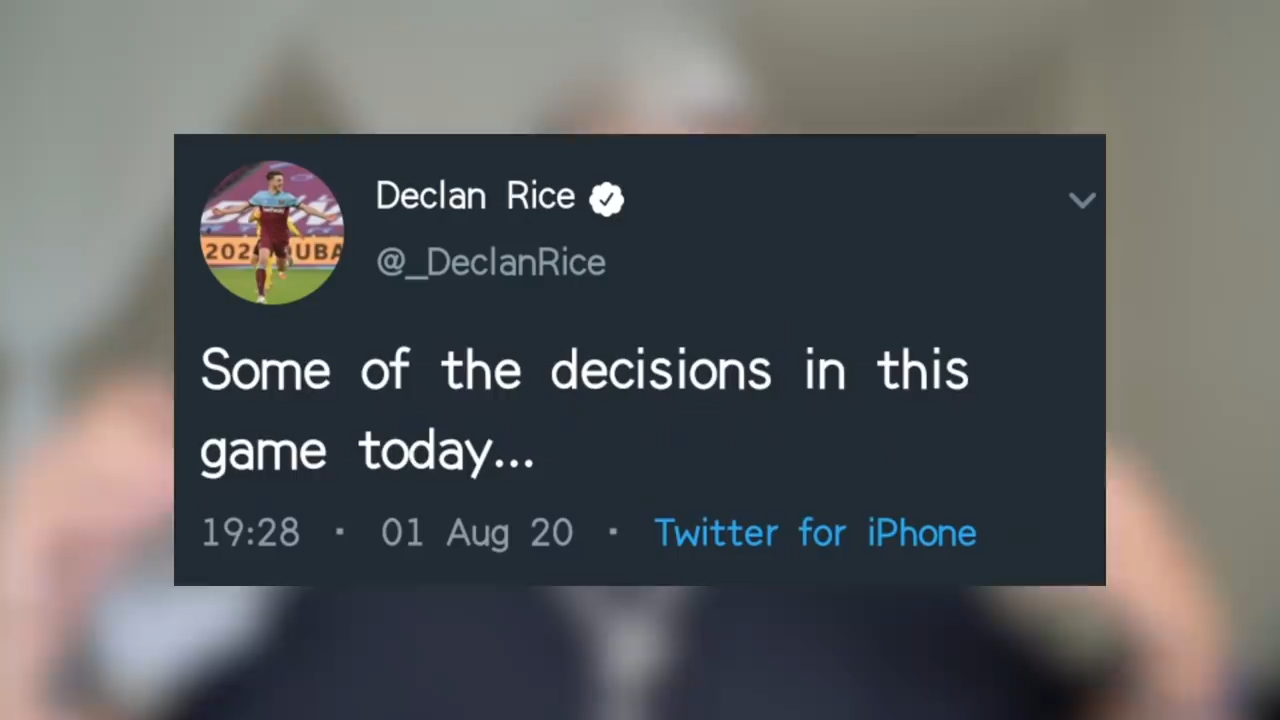 Declan Rice
@_DeclanRice
Some of the decisions in this
game today...
19:28 · 01 Aug 20 · Twitter for iPhone